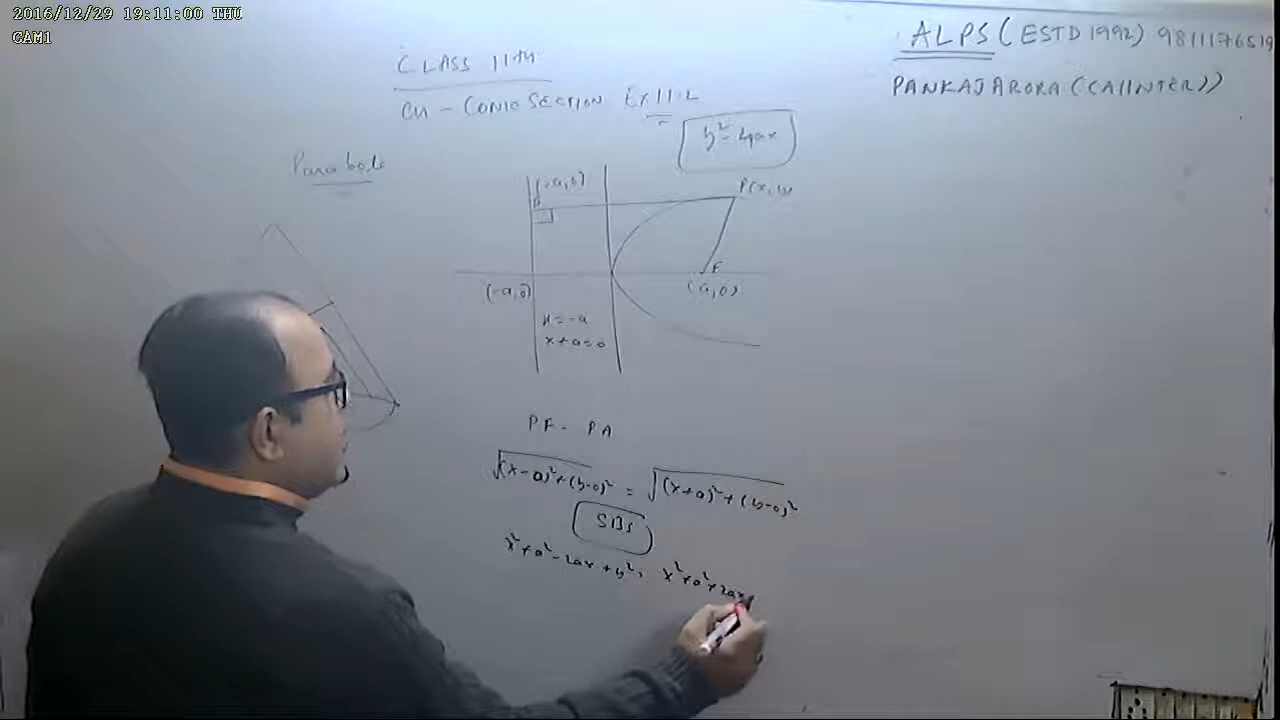 2016/12/29 19:11:00 THU
CAM1
ALPS (ESTD 1992) 9811176519
PANKAJ ARORA (CA(INTER))
CLASS 11th
CH - CONIC SECTION Ex 11.2
y² = 4ax
Parabola
(-a,0)
P(x,y)
F
(-a,0)
(a,0)
x = -a
x+a=0
PF = PA
√(x-a)²+(y-0)² = √(x+a)²+(y-0)²
SBS
x²+a²-2ax+y² = x²+a²+2ax